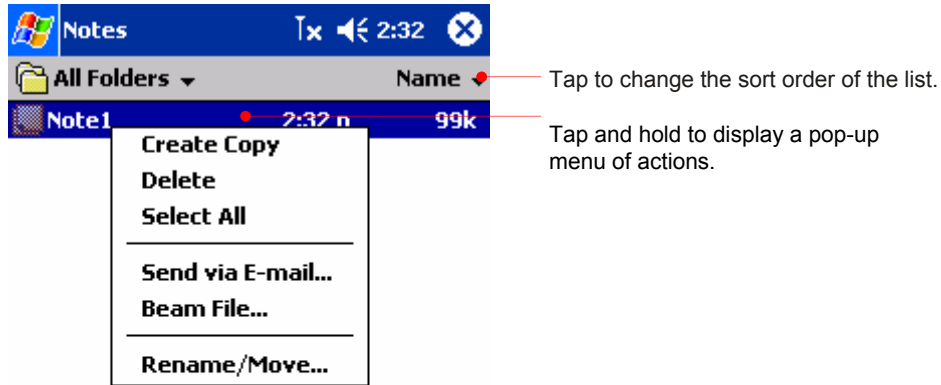 Notes 2:32
All Folders Name
Tap to change the sort order of the list.
Note1 2:32 p 99k
Tap and hold to display a pop-up
menu of actions.
Create Copy
Delete
Select All
Send via E-mail...
Beam File...
Rename/Move...